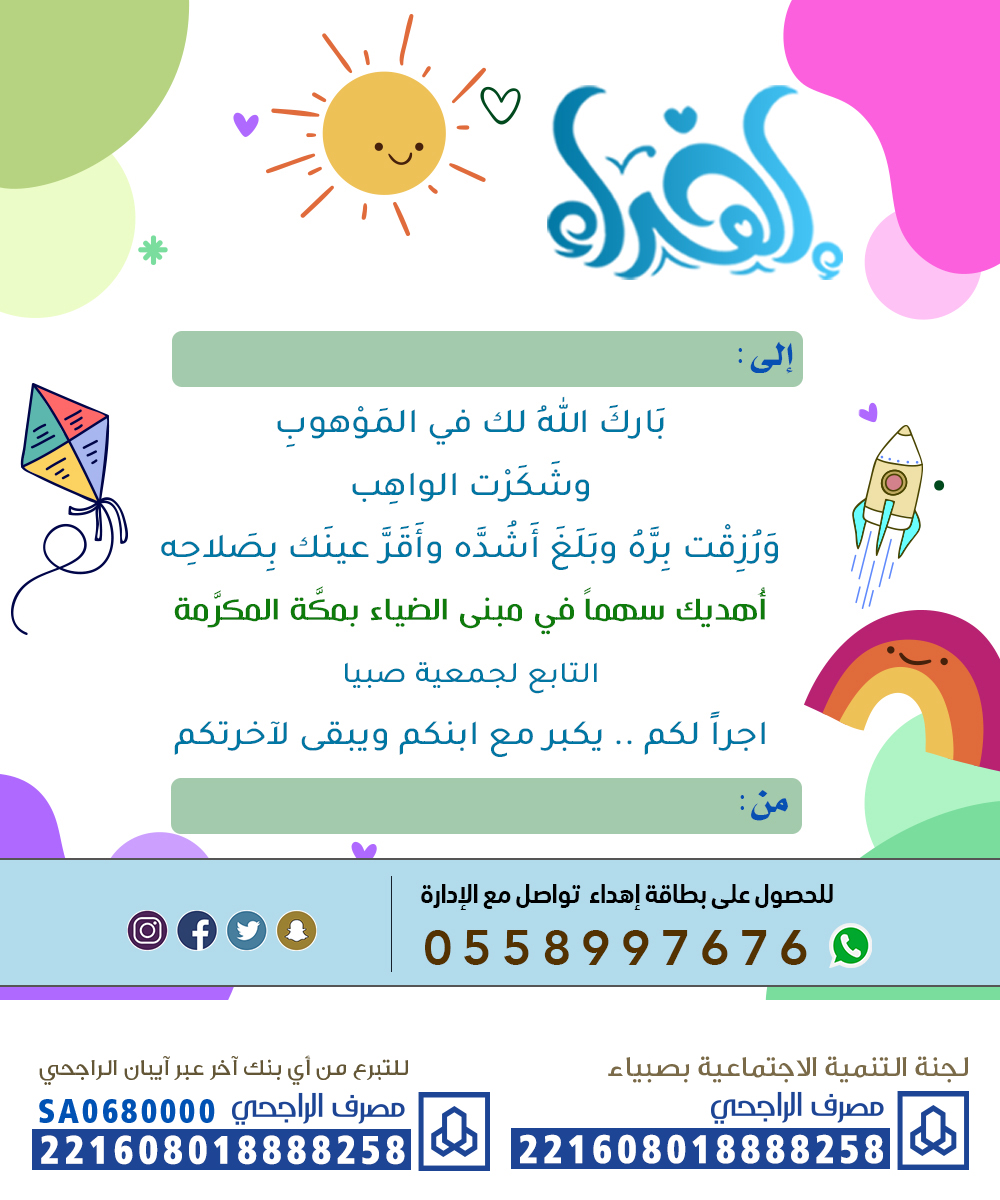 إهداء
إلى :
بَاركَ اللهُ لك في المَوْهوبِ
وشَكَرْت الواهِب
وَرُزِقْت بِرَّهُ وبَلَغَ أَشُدَّه وأَقَرَّ عينَك بِصَلاحِه
أُهديك سهماً في مبنى الضياء بمكَّة المكرَّمة
التابع لجمعية صبيا
اجراً لكم .. يكبر مع ابنكم ويبقى لآخرتكم
من :
للحصول على بطاقة إهداء تواصل مع الإدارة
0558997676
لجنة التنمية الاجتماعية بصبياء
مصرف الراجحي
221608018888258
للتبرع من أي بنك آخر عبر آيبان الراجحي
مصرف الراجحي SA0680000
221608018888258